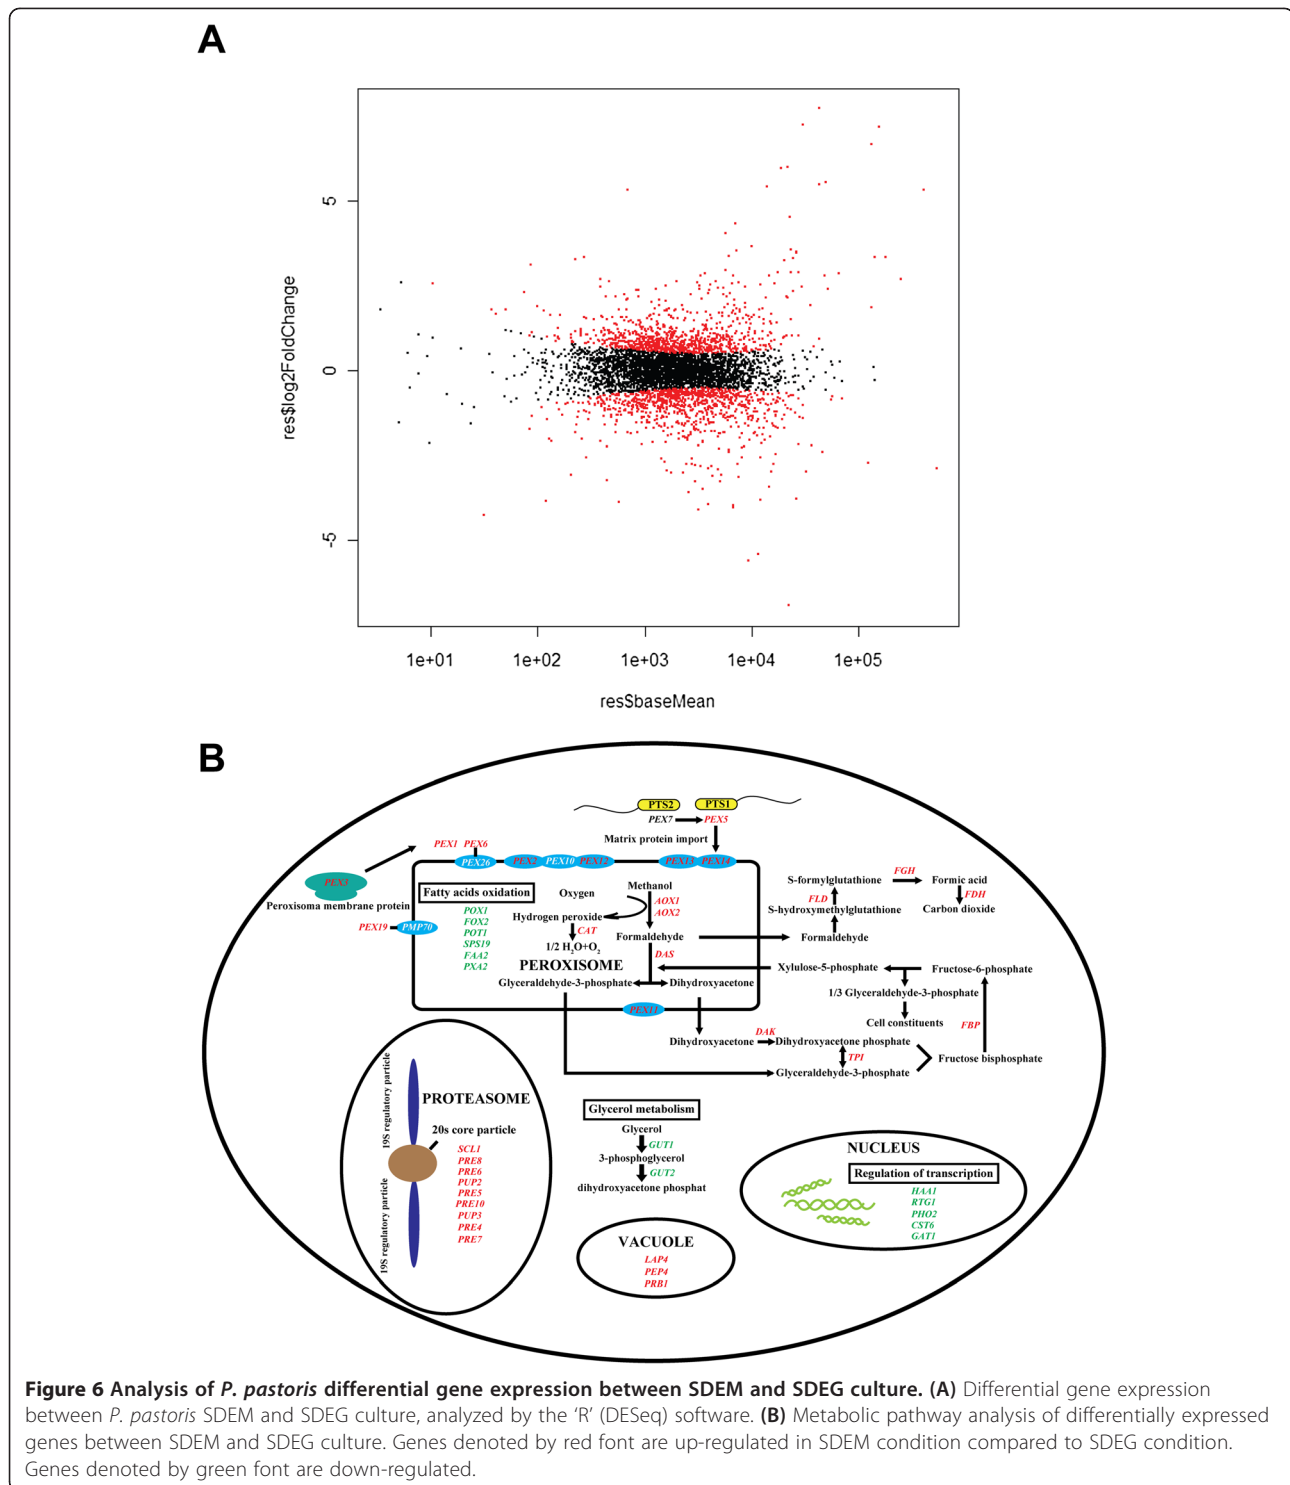 A
res$log2FoldChange
5
0
-5
1e+01 1e+02 1e+03 1e+04 1e+05
res$baseMean
B
PTS2 PTS1
PEX7 PEX5
Matrix protein import
PEX1 PEX6
PEX26 PEX2 PEX10 PEX12 PEX13 PEX14
PEX3
Peroxisoma membrane protein
PEX19 PMP70
Fatty acids oxidation
POX1
FOX2
POT1
SPS19
FAA2
PXA2
Oxygen
Methanol
AOX1
AOX2
Hydrogen peroxide
CAT
1/2 H2O+O2
Formaldehyde
PEROXISOME
DAS
Glyceraldehyde-3-phosphate
Dihydroxyacetone
PEX11
S-formylglutathione
FGH
Formic acid
FLD
FDH
S-hydroxymethylglutathione
Carbon dioxide
Formaldehyde
Xylulose-5-phosphate
Fructose-6-phosphate
1/3 Glyceraldehyde-3-phosphate
Cell constituents
FBP
Dihydroxyacetone
DAK
Dihydroxyacetone phosphate
TPI
Fructose bisphosphate
Glyceraldehyde-3-phosphate
19S regulatory particle
19S regulatory particle
PROTEASOME
20s core particle
SCL1
PRE8
PRE6
PUP2
PRE5
PRE10
PUP3
PRE4
PRE7
Glycerol metabolism
Glycerol
GUT1
3-phosphoglycerol
GUT2
dihydroxyacetone phosphat
VACUOLE
LAP4
PEP4
PRB1
NUCLEUS
Regulation of transcription
HAA1
RTG1
PHO2
CST6
GAT1
Figure 6 Analysis of P. pastoris differential gene expression between SDEM and SDEG culture. (A) Differential gene expression
between P. pastoris SDEM and SDEG culture, analyzed by the ‘R’ (DESeq) software. (B) Metabolic pathway analysis of differentially expressed
genes between SDEM and SDEG culture. Genes denoted by red font are up-regulated in SDEM condition compared to SDEG condition.
Genes denoted by green font are down-regulated.